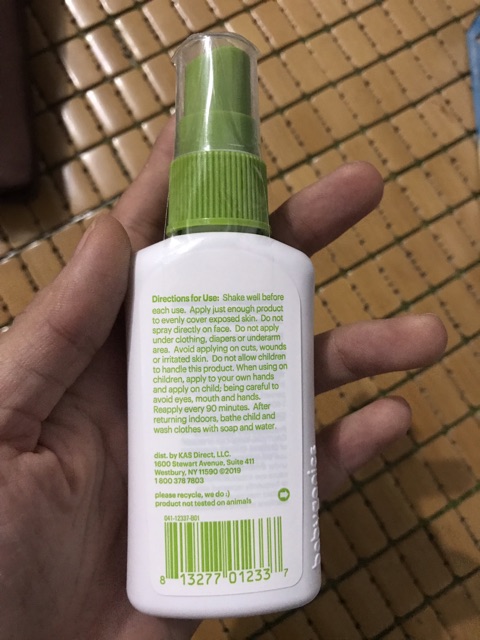 Directions for Use: Shake well before
each use. Apply just enough product
to evenly cover exposed skin. Do not
spray directly on face. Do not apply
under clothing, diapers or underarm
area. Avoid applying on cuts, wounds
or irritated skin. Do not allow children
to handle this product. When using on
children, apply to your own hands
and apply on child; being careful to
avoid eyes, mouth and hands.
Reapply every 90 minutes. After
returning indoors, bathe child and
wash clothes with soap and water.
dist. by KAS Direct, LLC.
1600 Stewart Avenue, Suite 411
Westbury, NY 11590 ©2019
1 800 378 7803
please recycle, we do :)
product not tested on animals
041-12337-B01
8 13277 01233 7
babyganics